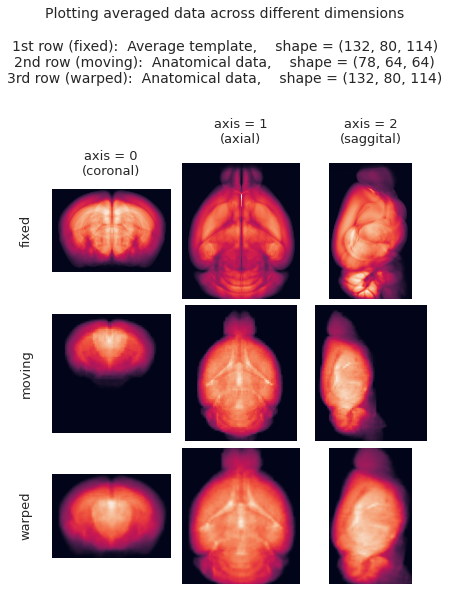 Plotting averaged data across different dimensions
1st row (fixed):  Average template,    shape = (132, 80, 114)
2nd row (moving):  Anatomical data,    shape = (78, 64, 64)
3rd row (warped):  Anatomical data,    shape = (132, 80, 114)
axis = 0
(coronal)
axis = 1
(axial)
axis = 2
(saggital)
fixed
moving
warped